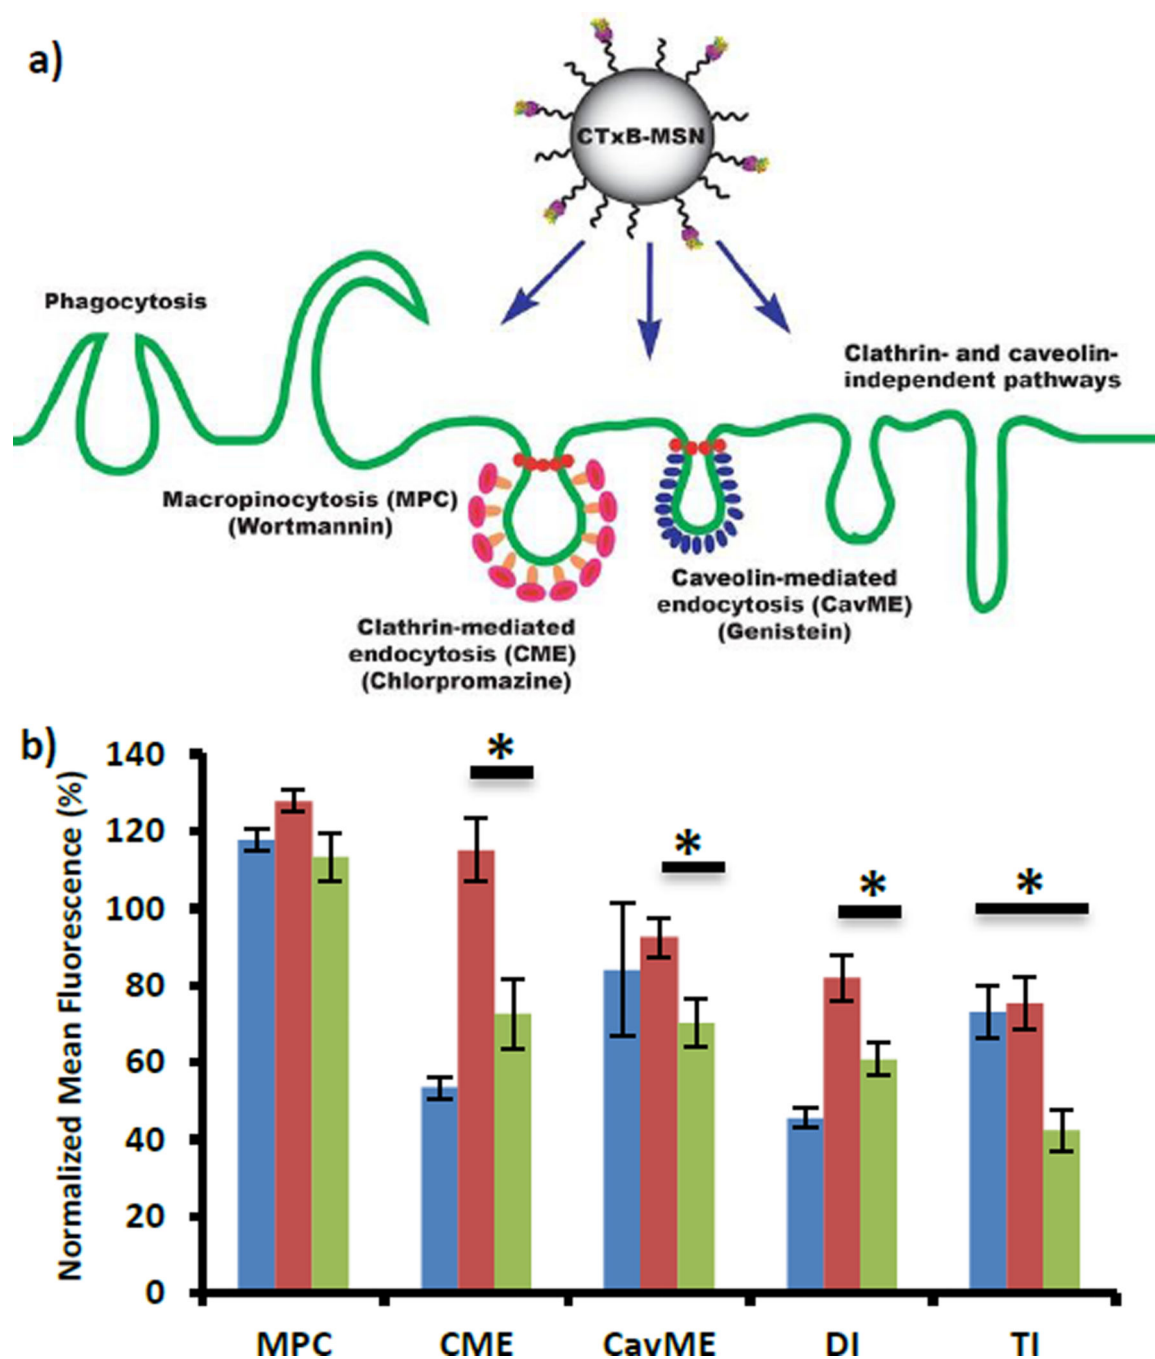 a)
CTxB-MSN
Phagocytosis
Clathrin- and caveolin-
independent pathways
Macropinocytosis (MPC)
(Wortmannin)
Caveolin-mediated
endocytosis (CavME)
(Genistein)
Clathrin-mediated
endocytosis (CME)
(Chlorpromazine)
b)
Normalized Mean Fluorescence (%)
140
120
100
80
60
40
20
0
*
*
*
*
MPC
CME
CavME
DI
TI